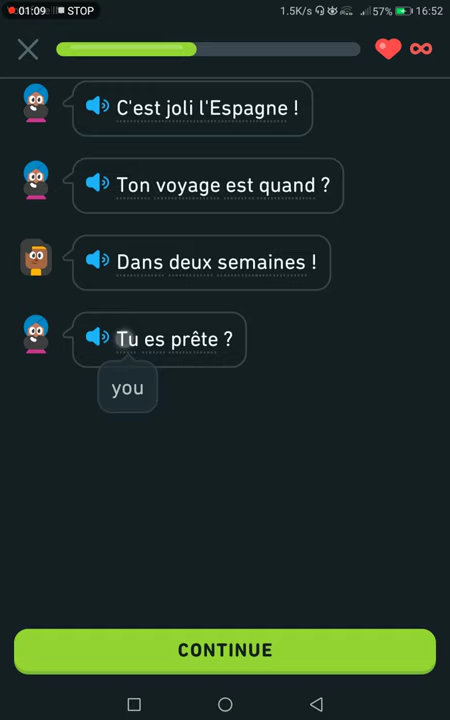 01:09 STOP 1.5K/s 57% 16:52
C'est joli l'Espagne !
Ton voyage est quand ?
Dans deux semaines !
Tu es prête ?
you
CONTINUE